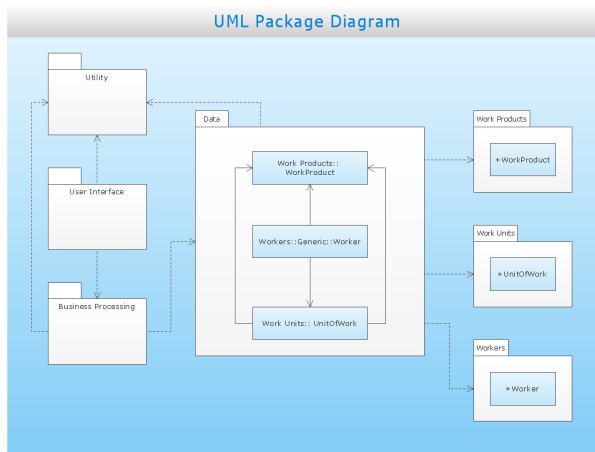 UML Package Diagram
Utility
User Interface
Business Processing
Data
Work Products::
WorkProduct
Workers::Generic::Worker
Work Units:: UnitOfWork
Work Products
+WorkProduct
Work Units
+UnitOfWork
Workers
+Worker